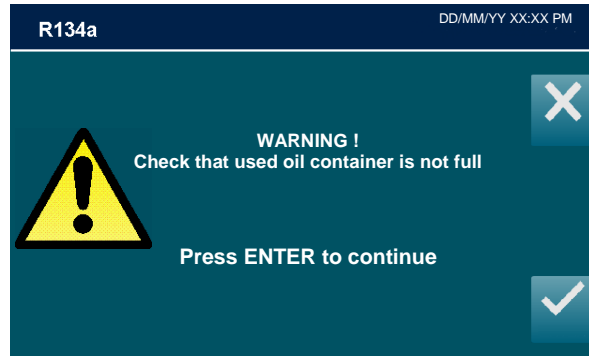 R134a
DD/MM/YY XX:XX PM
WARNING !
Check that used oil container is not full
Press ENTER to continue